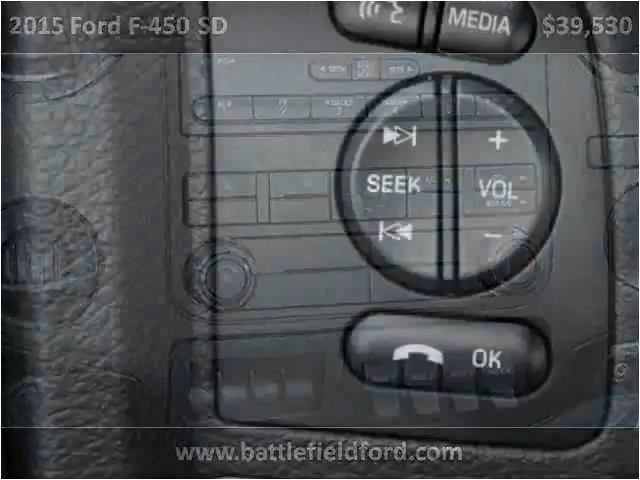 2015 Ford F-450 SD $39,530
MEDIA
SEEK VOL
+
-
OK
www.battlefieldford.com